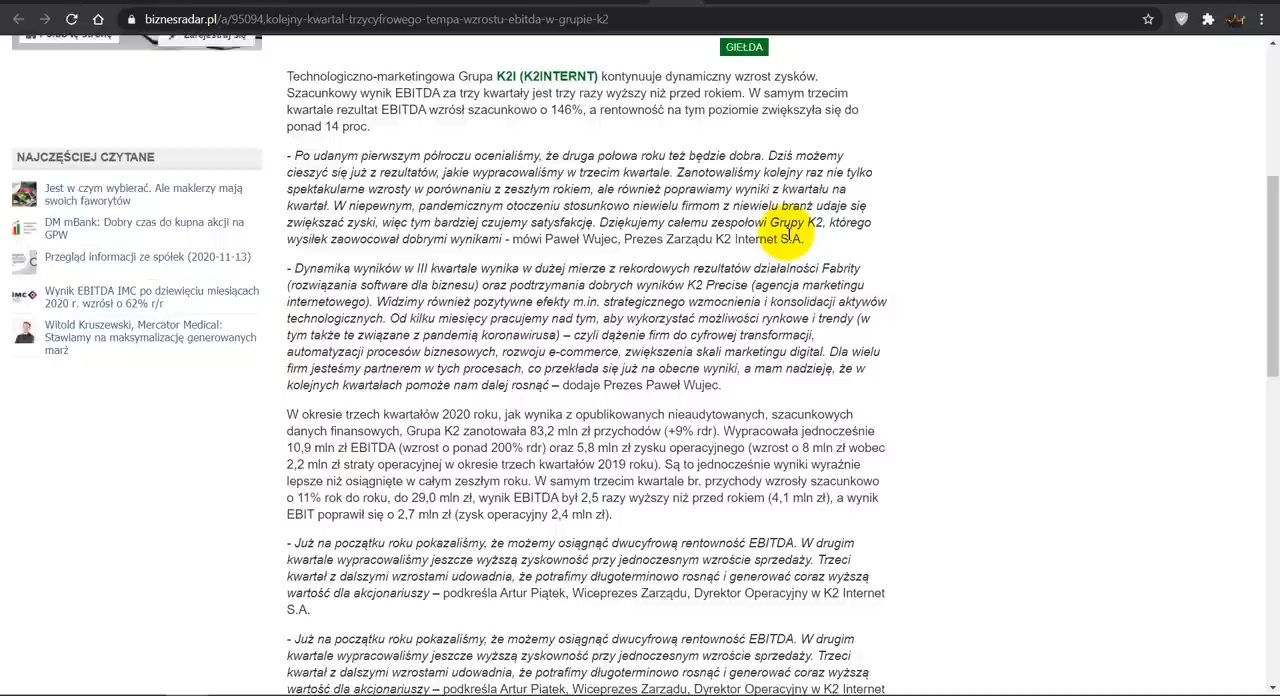 biznesradar.pl/a/95094,kolejny-kwartal-trzycyfrowego-tempa-wzrostu-ebitda-w-grupie-k2
GIEŁDA
Technologiczno-marketingowa Grupa K2I (K2INTERNT) kontynuuje dynamiczny wzrost zysków.
Szacunkowy wynik EBITDA za trzy kwartały jest trzy razy wyższy niż przed rokiem. W samym trzecim
kwartale rezultat EBITDA wzrósł szacunkowo o 146%, a rentowność na tym poziomie zwiększyła się do
ponad 14 proc.
- Po udanym pierwszym półroczu ocenialiśmy, że druga połowa roku też będzie dobra. Dziś możemy
cieszyć się już z rezultatów, jakie wypracowaliśmy w trzecim kwartale. Zanotowaliśmy kolejny raz nie tylko
spektakularne wzrosty w porównaniu z zeszłym rokiem, ale również poprawiamy wyniki z kwartału na
kwartał. W niepewnym, pandemicznym otoczeniu stosunkowo niewielu firmom z niewielu branż udaje się
zwiększać zyski, więc tym bardziej czujemy satysfakcję. Dziękujemy całemu zespołowi Grupy K2, którego
wysiłek zaowocował dobrymi wynikami - mówi Paweł Wujec, Prezes Zarządu K2 Internet S.A.
- Dynamika wyników w III kwartale wynika w dużej mierze z rekordowych rezultatów działalności Fabrity
(rozwiązania software dla biznesu) oraz podtrzymania dobrych wyników K2 Precise (agencja marketingu
internetowego). Widzimy również pozytywne efekty m.in. strategicznego wzmocnienia i konsolidacji aktywów
technologicznych. Od kilku miesięcy pracujemy nad tym, aby wykorzystać możliwości rynkowe i trendy (w
tym także te związane z pandemią koronawirusa) – czyli dążenie firm do cyfrowej transformacji,
automatyzacji procesów biznesowych, rozwoju e-commerce, zwiększenia skali marketingu digital. Dla wielu
firm jesteśmy partnerem w tych procesach, co przekłada się już na obecne wyniki, a mam nadzieję, że w
kolejnych kwartałach pomoże nam dalej rosnąć – dodaje Prezes Paweł Wujec.
W okresie trzech kwartałów 2020 roku, jak wynika z opublikowanych nieaudytowanych, szacunkowych
danych finansowych, Grupa K2 zanotowała 83,2 mln zł przychodów (+9% rdr). Wypracowała jednocześnie
10,9 mln zł EBITDA (wzrost o ponad 200% rdr) oraz 5,8 mln zł zysku operacyjnego (wzrost o 8 mln zł wobec
2,2 mln zł straty operacyjnej w okresie trzech kwartałów 2019 roku). Są to jednocześnie wyniki wyraźnie
lepsze niż osiągnięte w całym zeszłym roku. W samym trzecim kwartale br. przychody wzrosły szacunkowo
o 11% rok do roku, do 29,0 mln zł, wynik EBITDA był 2,5 razy wyższy niż przed rokiem (4,1 mln zł), a wynik
EBIT poprawił się o 2,7 mln zł (zysk operacyjny 2,4 mln zł).
- Już na początku roku pokazaliśmy, że możemy osiągnąć dwucyfrową rentowność EBITDA. W drugim
kwartale wypracowaliśmy jeszcze wyższą zyskowność przy jednoczesnym wzroście sprzedaży. Trzeci
kwartał z dalszymi wzrostami udowadnia, że potrafimy długoterminowo rosnąć i generować coraz wyższą
wartość dla akcjonariuszy – podkreśla Artur Piątek, Wiceprezes Zarządu, Dyrektor Operacyjny w K2 Internet
S.A.
- Już na początku roku pokazaliśmy, że możemy osiągnąć dwucyfrową rentowność EBITDA. W drugim
kwartale wypracowaliśmy jeszcze wyższą zyskowność przy jednoczesnym wzroście sprzedaży. Trzeci
kwartał z dalszymi wzrostami udowadnia, że potrafimy długoterminowo rosnąć i generować coraz wyższą
wartość dla akcjonariuszy – podkreśla Artur Piątek, Wiceprezes Zarządu, Dyrektor Operacyjny w K2 Internet
NAJCZĘŚCIEJ CZYTANE
Jest w czym wybierać. Ale maklerzy mają
swoich faworytów
DM mBank: Dobry czas do kupna akcji na
GPW
Przegląd informacji ze spółek (2020-11-13)
IMC
Wynik EBITDA IMC po dziewięciu miesiącach
2020 r. wzrósł o 62% r/r
Witold Kruszewski, Mercator Medical:
Stawiamy na maksymalizację generowanych
marż